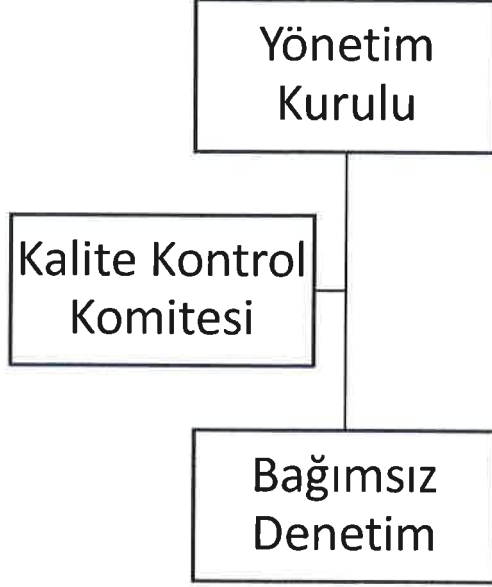 Yönetim
Kurulu
Kalite Kontrol
Komitesi
Bağımsız
Denetim